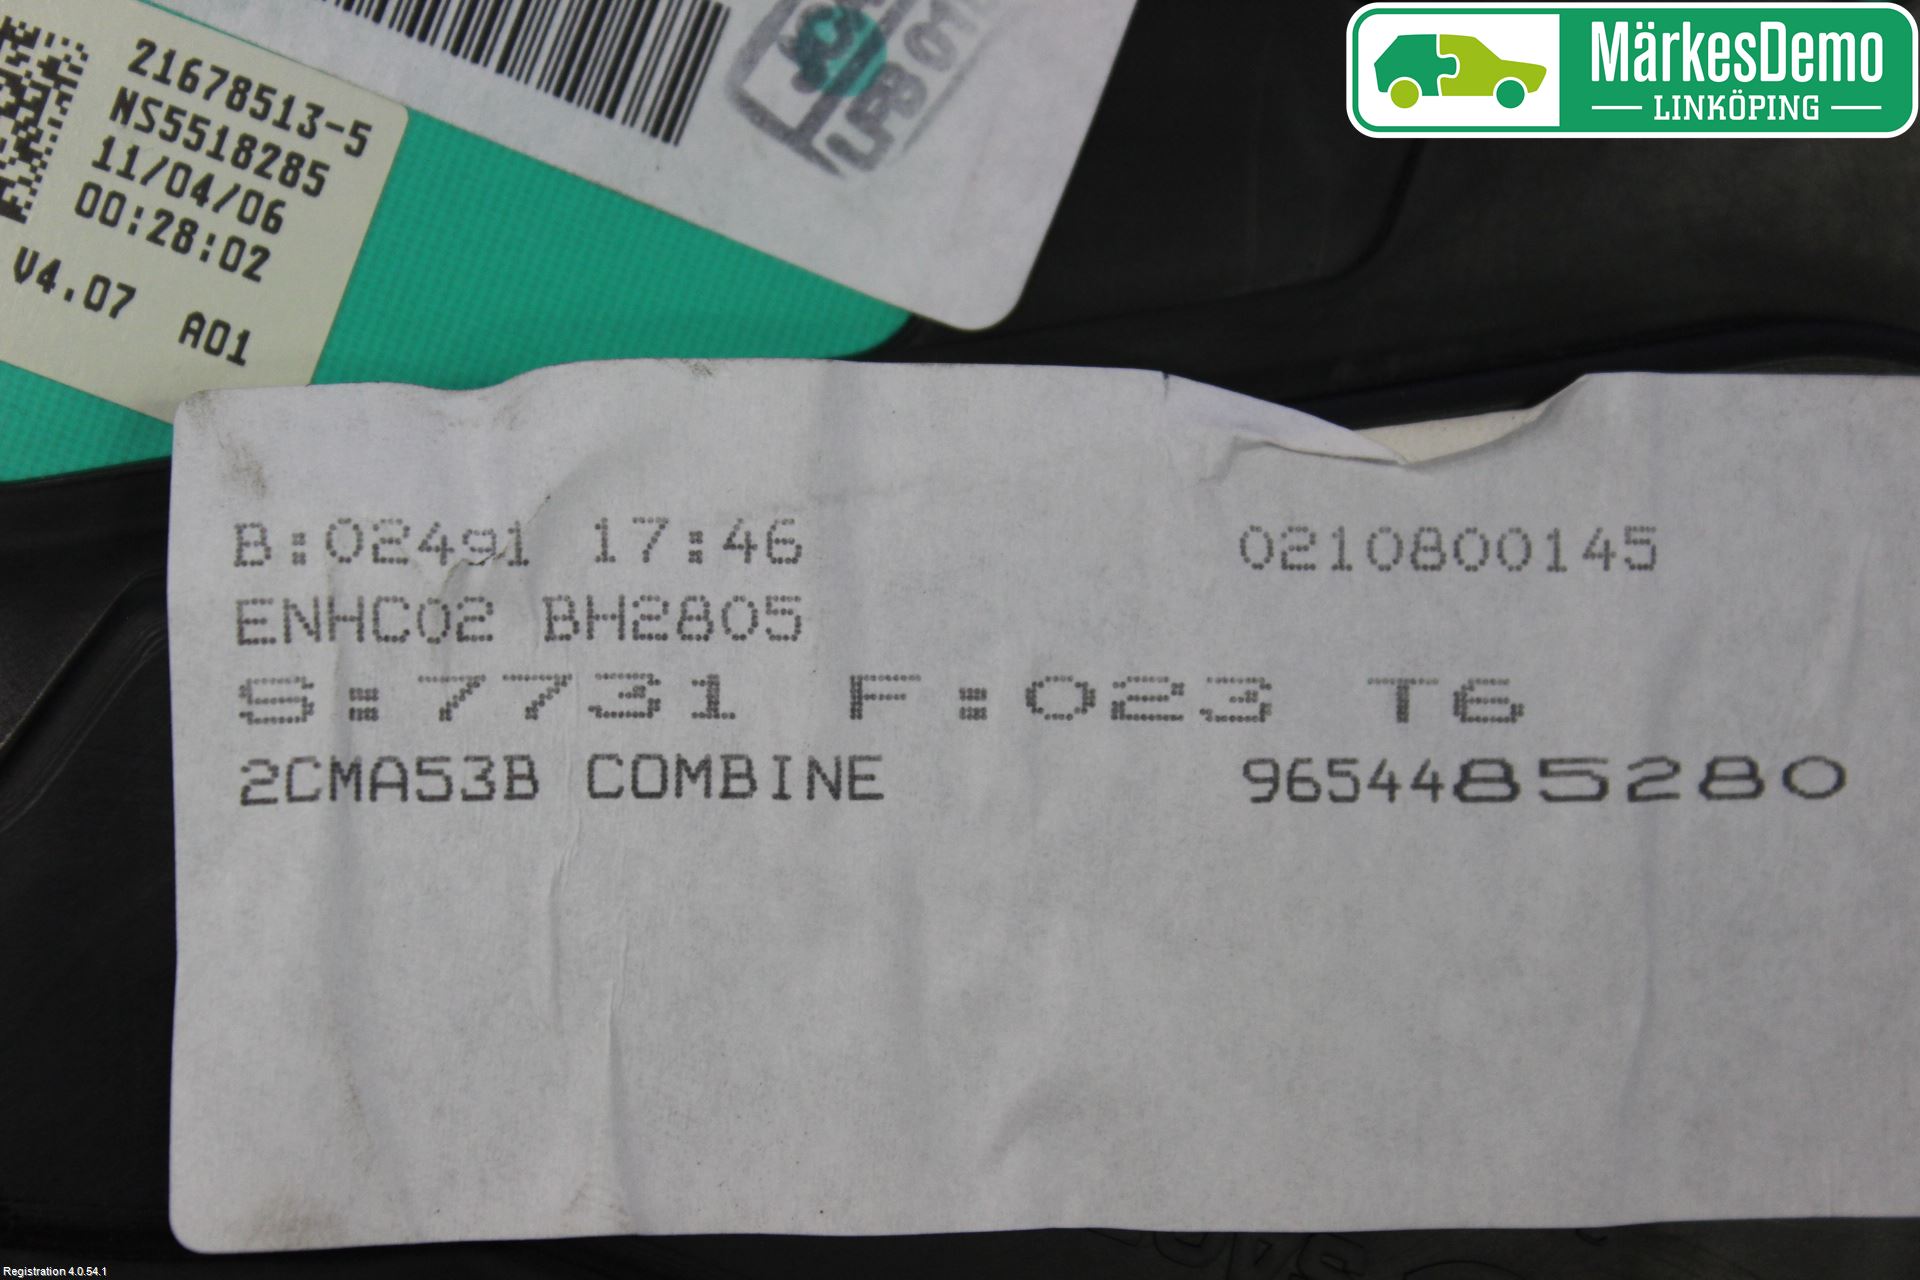 MärkesDemo
LINKÖPING
21678513-5
NS5518285
11/04/06
00:28:02
V4.07 A01
B:02491 17:46 0210800145
ENHC02 BH2805
S:7731 F:023 T6
2CMA53B COMBINE 9654485280
Registration 4.0.54.1